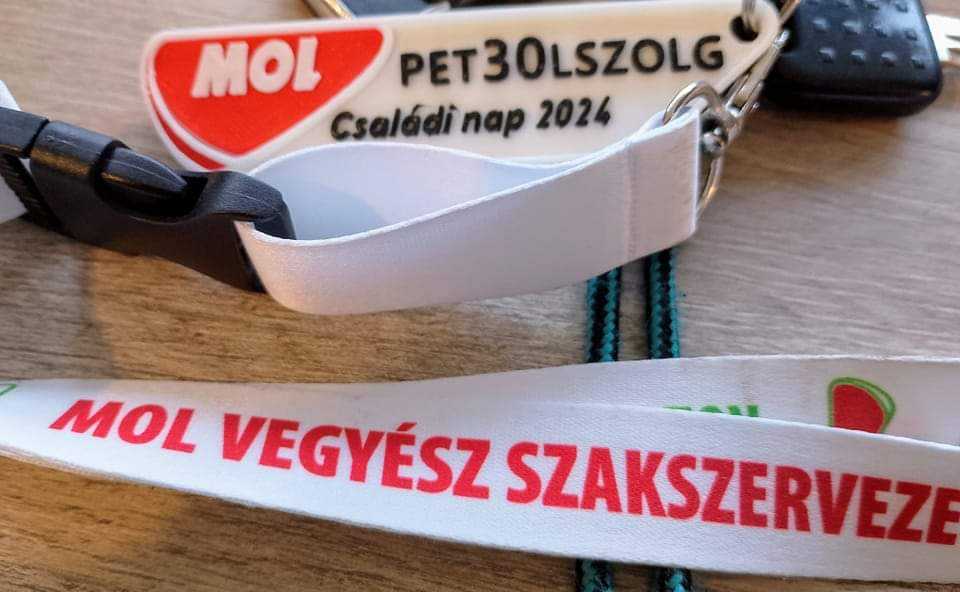 MOL
PET30LSZOLG
Családi nap 2024
MOL VEGYÉSZ SZAKSZERVEZE